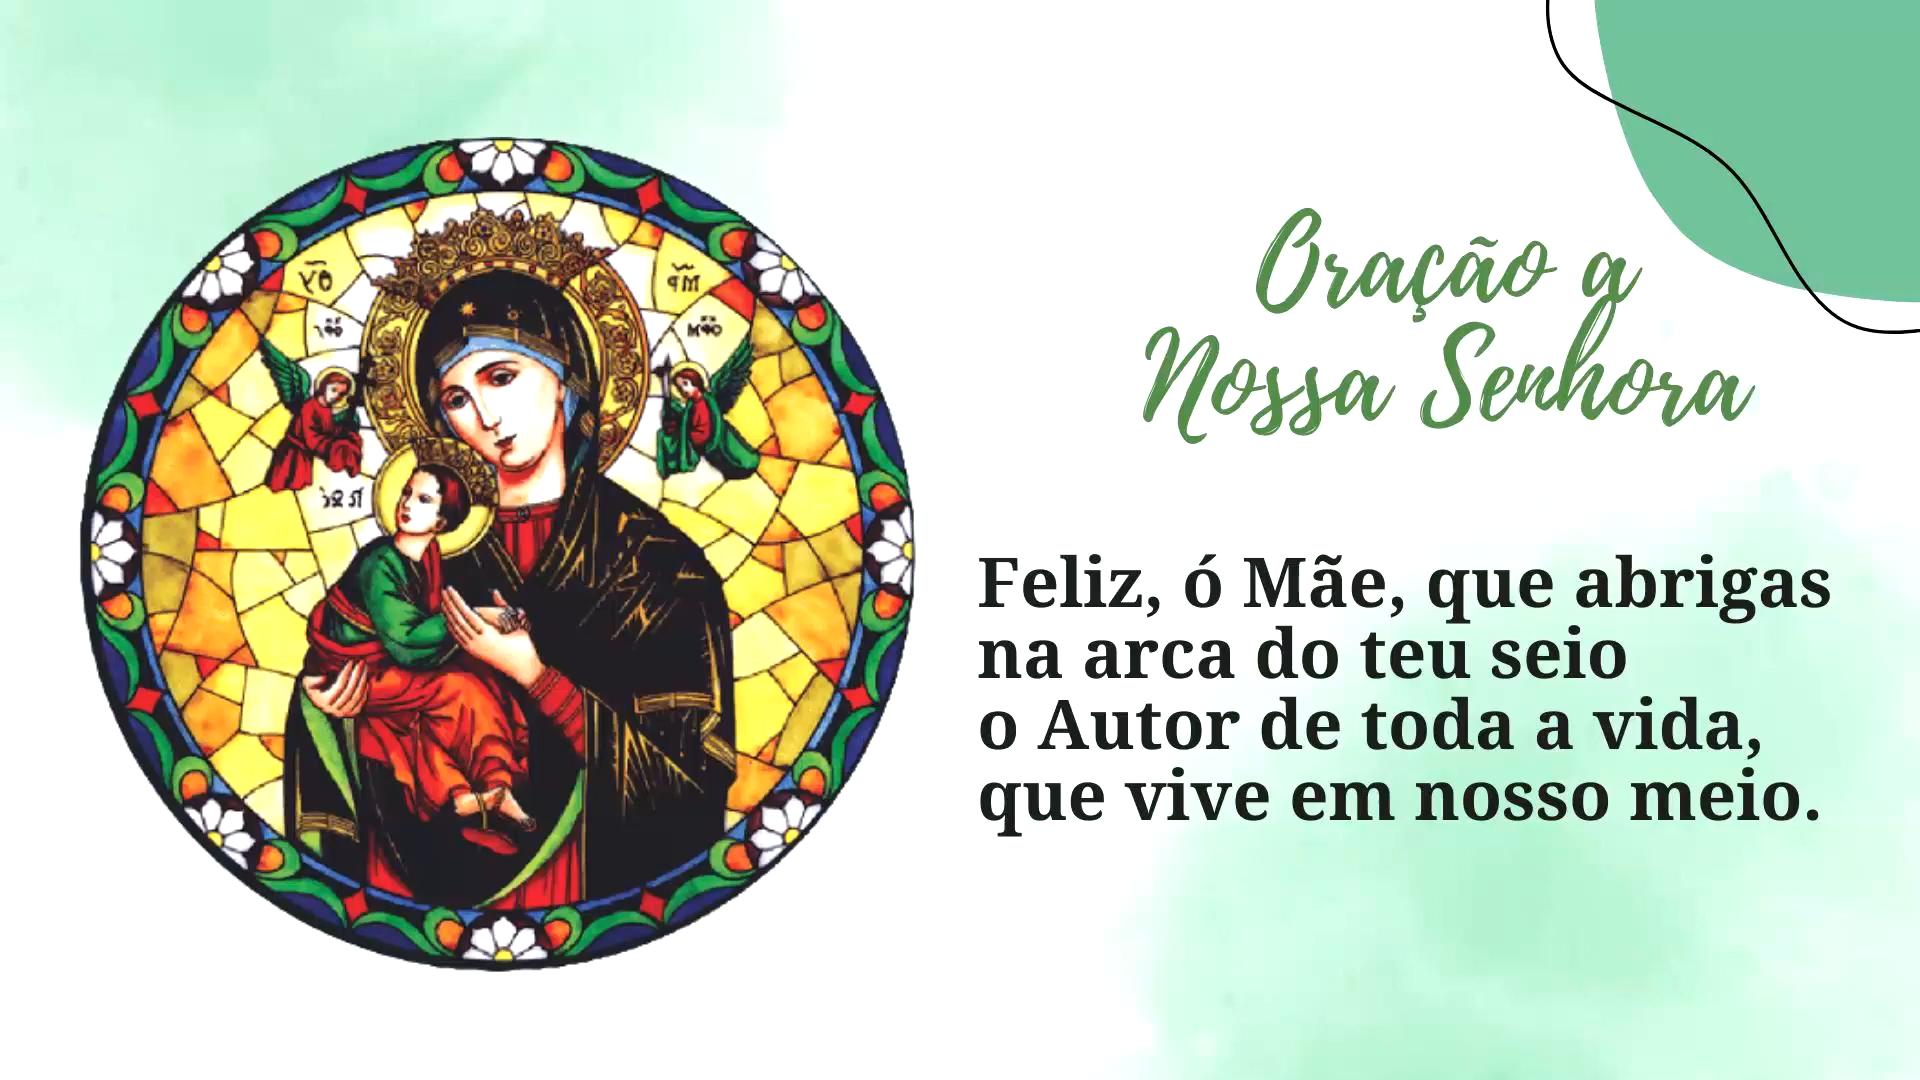 Oração a
Nossa Senhora
Feliz, ó Mãe, que abrigas
na arca do teu seio
o Autor de toda a vida,
que vive em nosso meio.